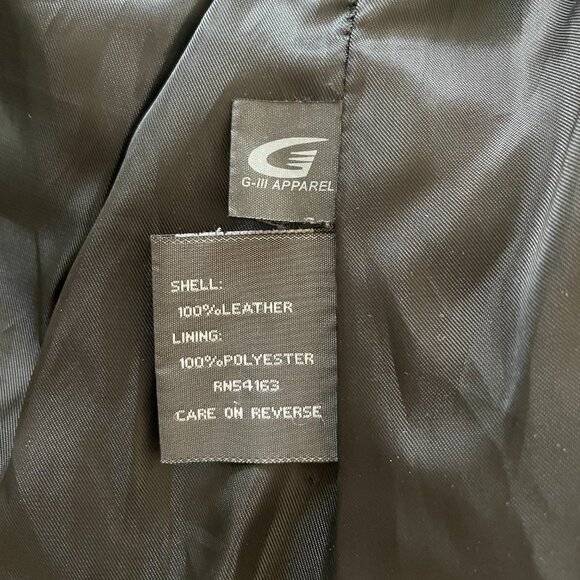 G-III APPAREL
SHELL:
100%LEATHER
LINING:
100%POLYESTER
RN54163
CARE ON REVERSE